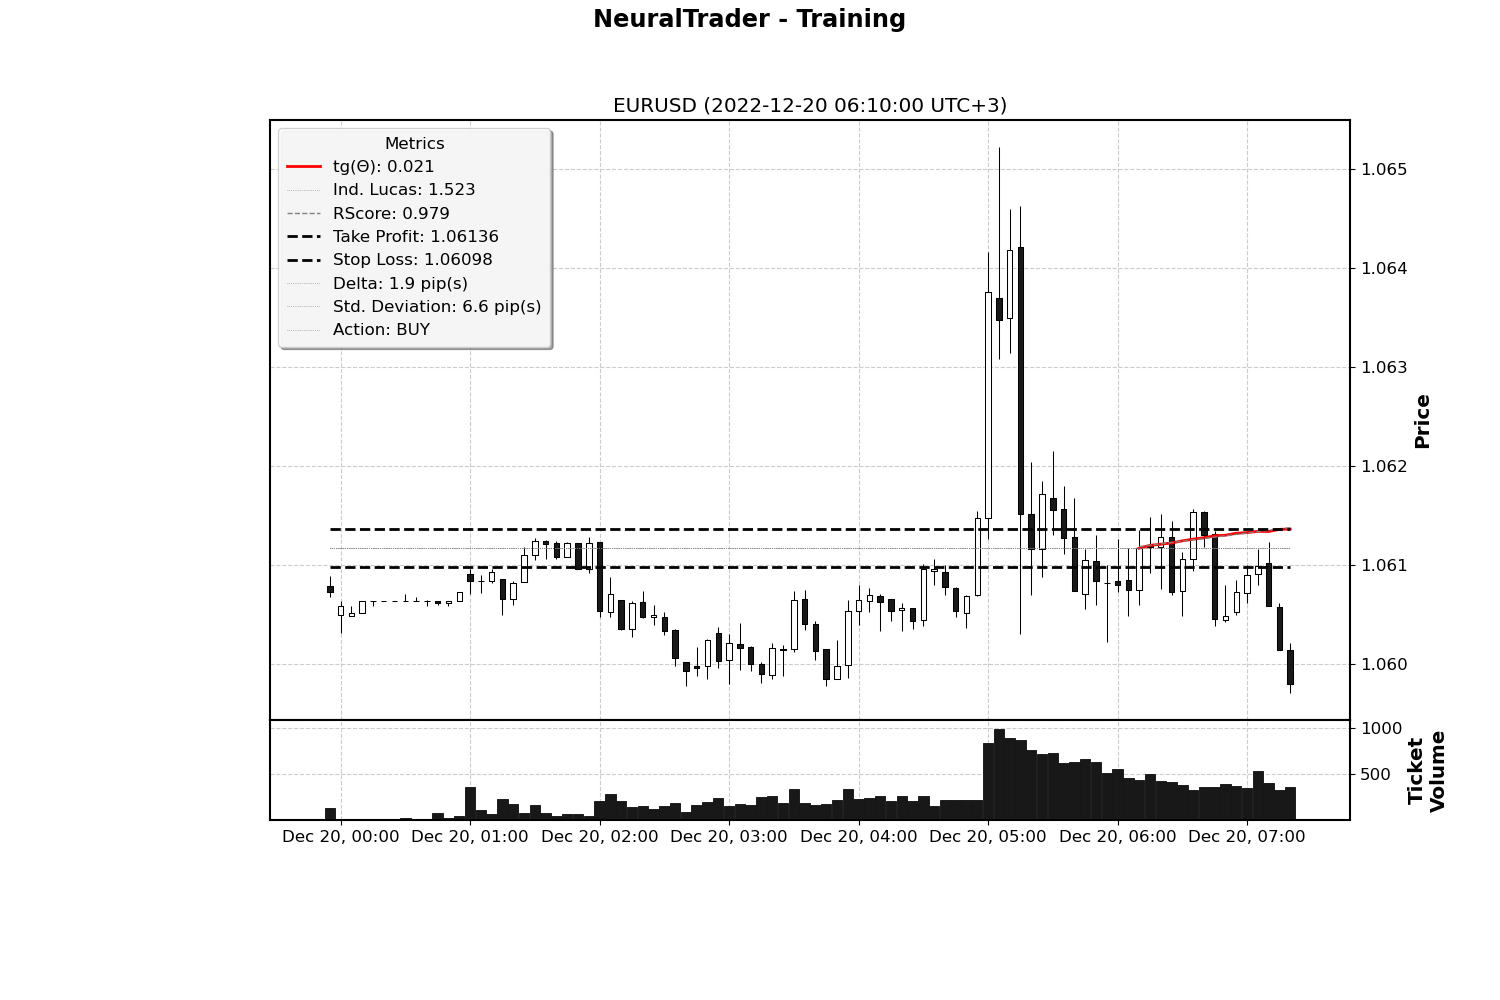 NeuralTrader - Training
EURUSD (2022-12-20 06:10:00 UTC+3)
Metrics
tg(Θ): 0.021
Ind. Lucas: 1.523
RScore: 0.979
Take Profit: 1.06136
Stop Loss: 1.06098
Delta: 1.9 pip(s)
Std. Deviation: 6.6 pip(s)
Action: BUY
1.065
1.064
1.063
1.062
1.061
1.060
Price
1000
500
Ticket
Volume
Dec 20, 00:00 Dec 20, 01:00 Dec 20, 02:00 Dec 20, 03:00 Dec 20, 04:00 Dec 20, 05:00 Dec 20, 06:00 Dec 20, 07:00